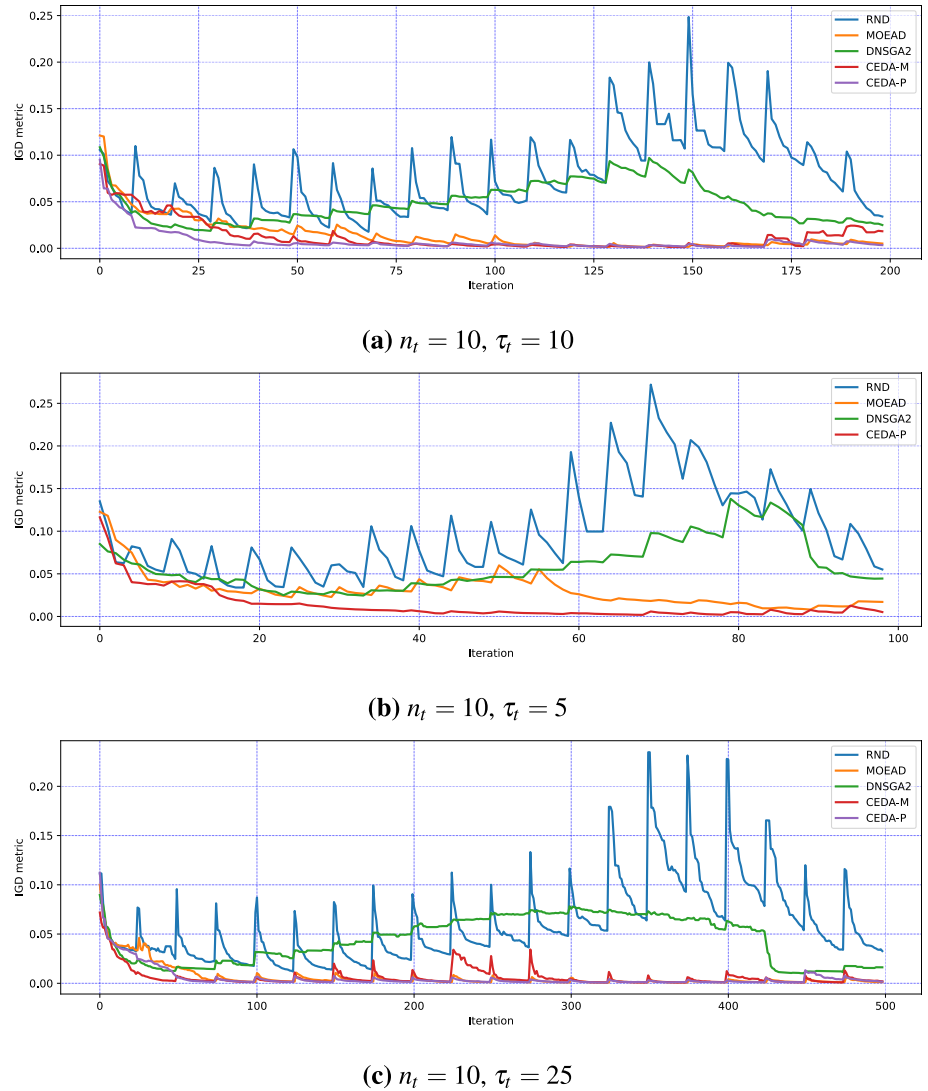 0.25
0.20
0.15
0.10
0.05
0.00
IGD metric
RND
MOEAD
DNSGA2
CEDA-M
CEDA-P
0 25 50 75 100 125 150 175 200
Iteration
(a) n_t = 10, τ_t = 10
0.25
0.20
0.15
0.10
0.05
0.00
IGD metric
RND
MOEAD
DNSGA2
CEDA-P
0 20 40 60 80 100
Iteration
(b) n_t = 10, τ_t = 5
0.20
0.15
0.10
0.05
0.00
IGD metric
RND
MOEAD
DNSGA2
CEDA-M
CEDA-P
0 100 200 300 400 500
Iteration
(c) n_t = 10, τ_t = 25